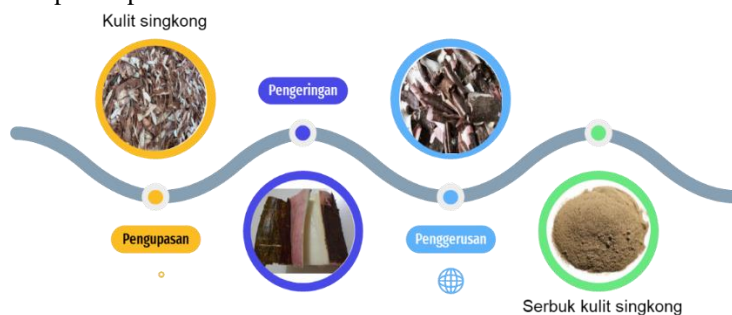 Kulit singkong
Pengeringan
Pengupasan
Penggerusan
Serbuk kulit singkong